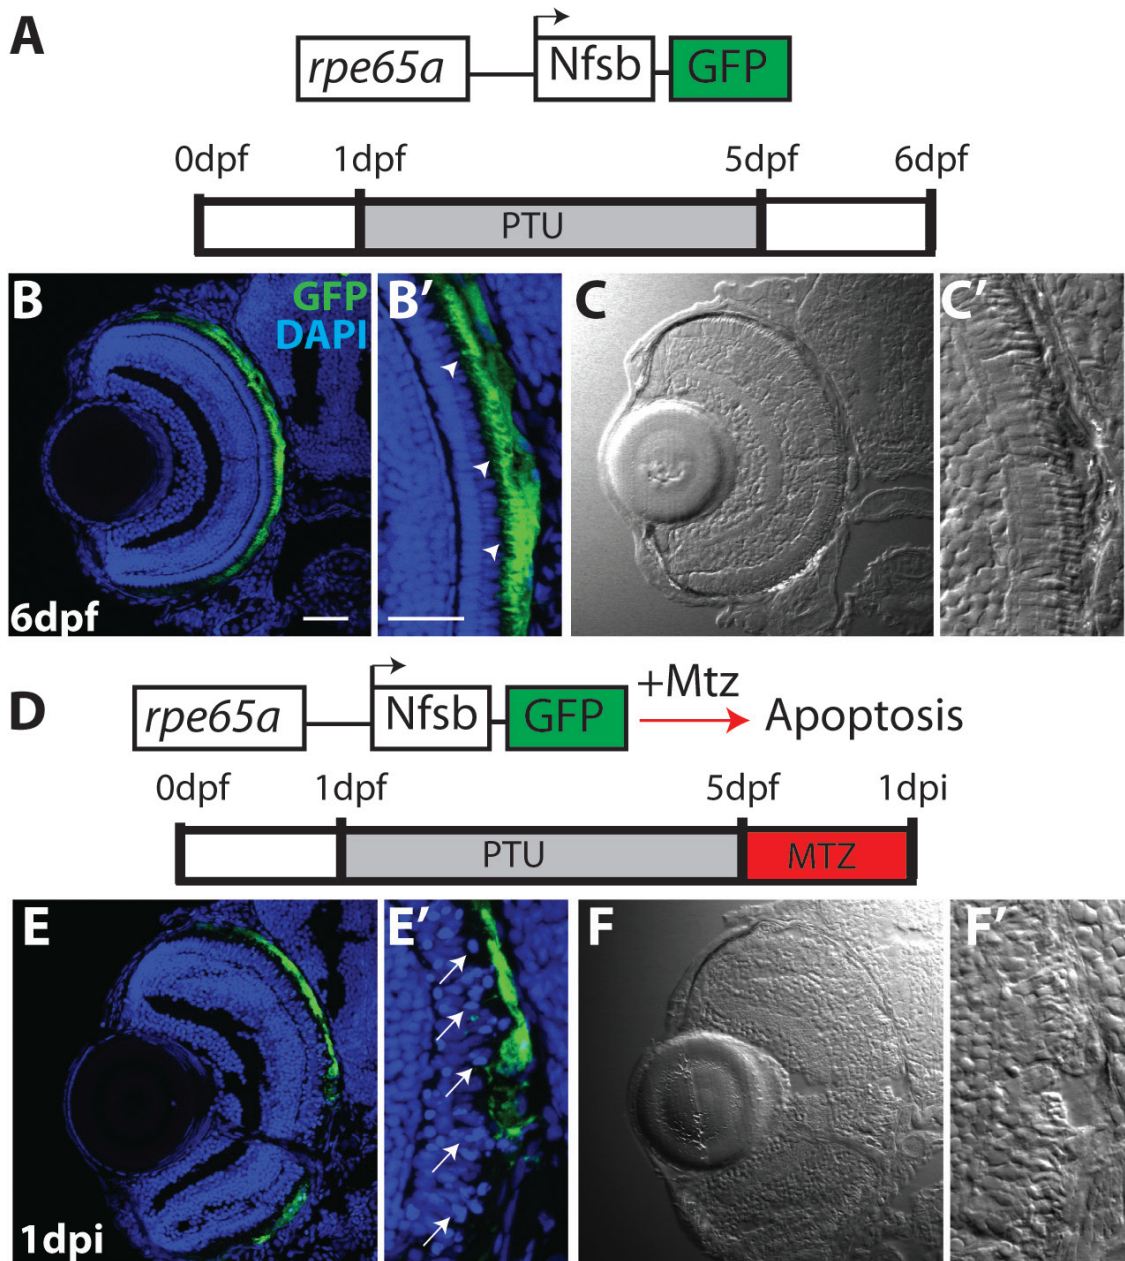 A
rpe65a Nfsb GFP
0dpf 1dpf 5dpf 6dpf
PTU
B GFP DAPI B′ C C′
6dpf
D
rpe65a Nfsb GFP +Mtz Apoptosis
0dpf 1dpf 5dpf 1dpi
PTU MTZ
E E′ F F′
1dpi